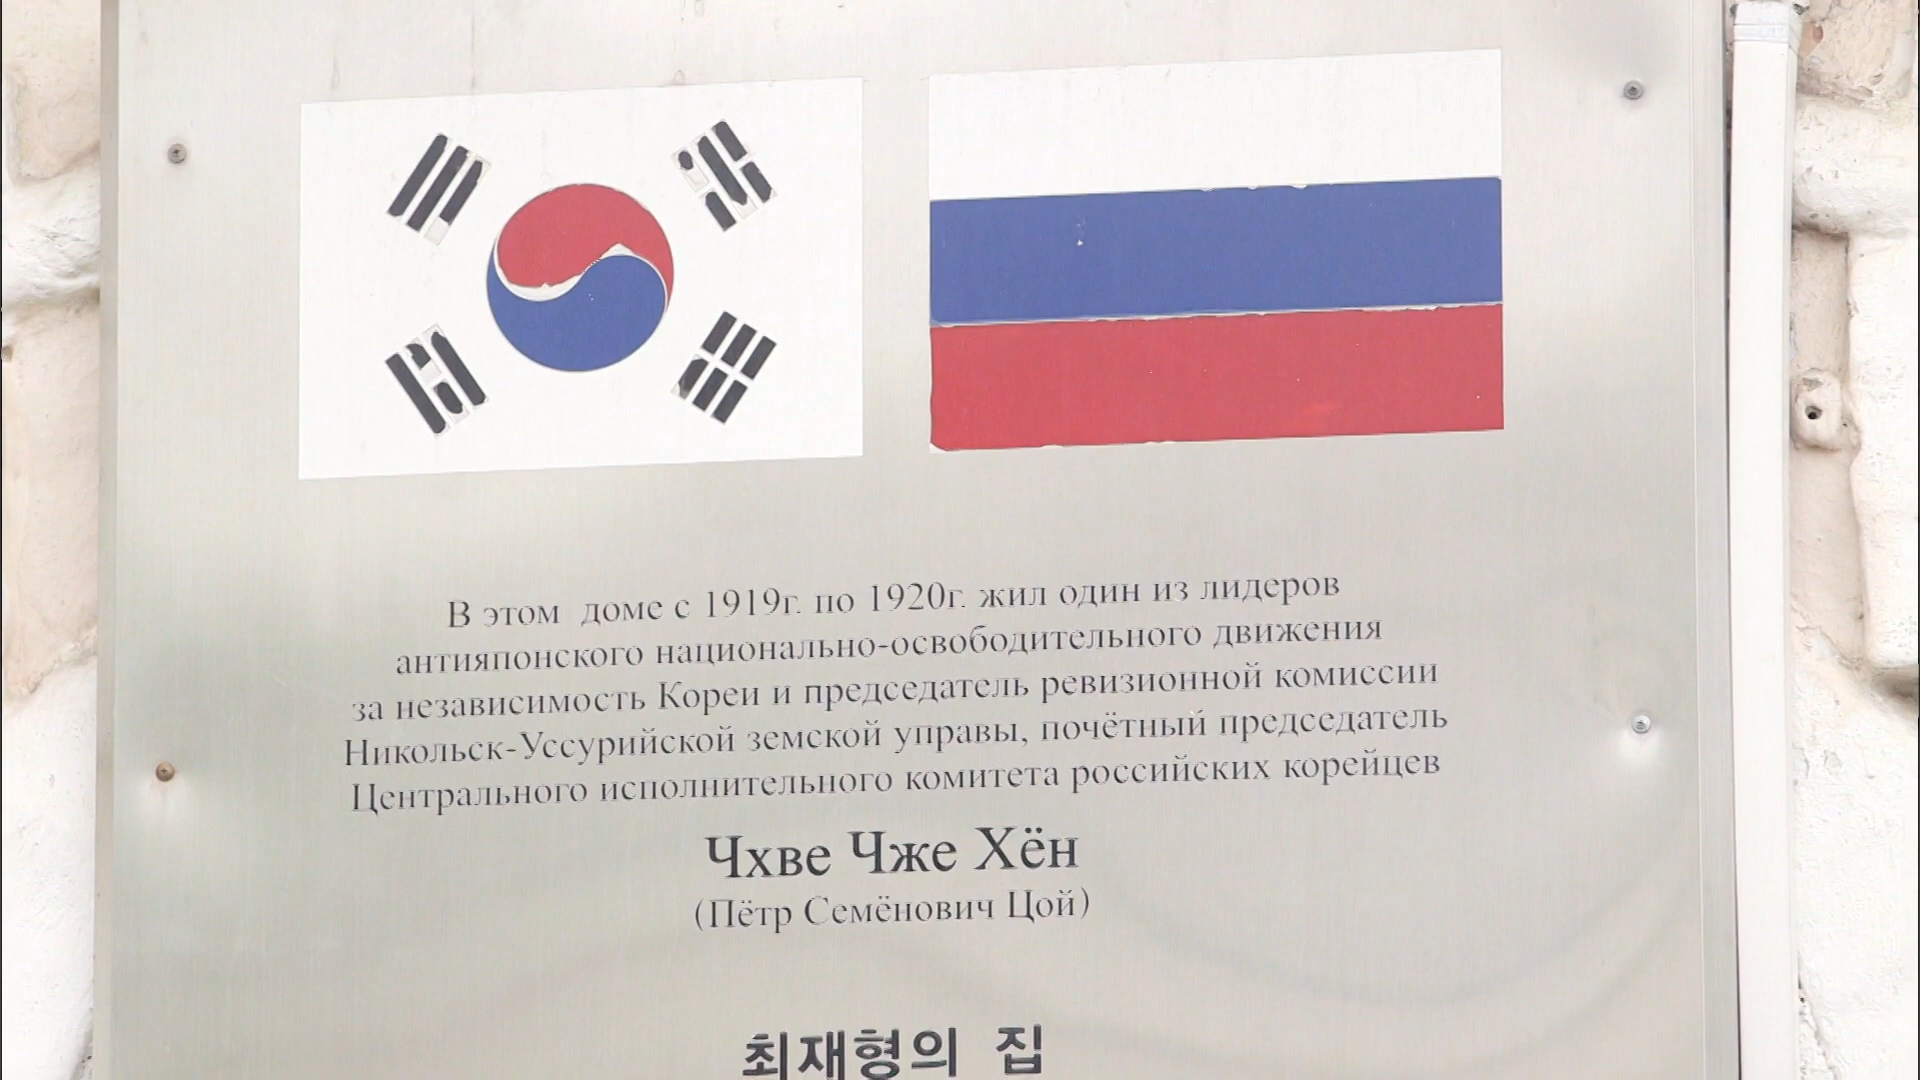 В этом доме с 1919г. по 1920г. жил один из лидеров
антияпонского национально-освободительного движения
за независимость Кореи и председатель ревизионной комиссии
Никольск-Уссурийской земской управы, почётный председатель
Центрального исполнительного комитета российских корейцев
Чхве Чже Хён
(Пётр Семёнович Цой)
최재형의 집